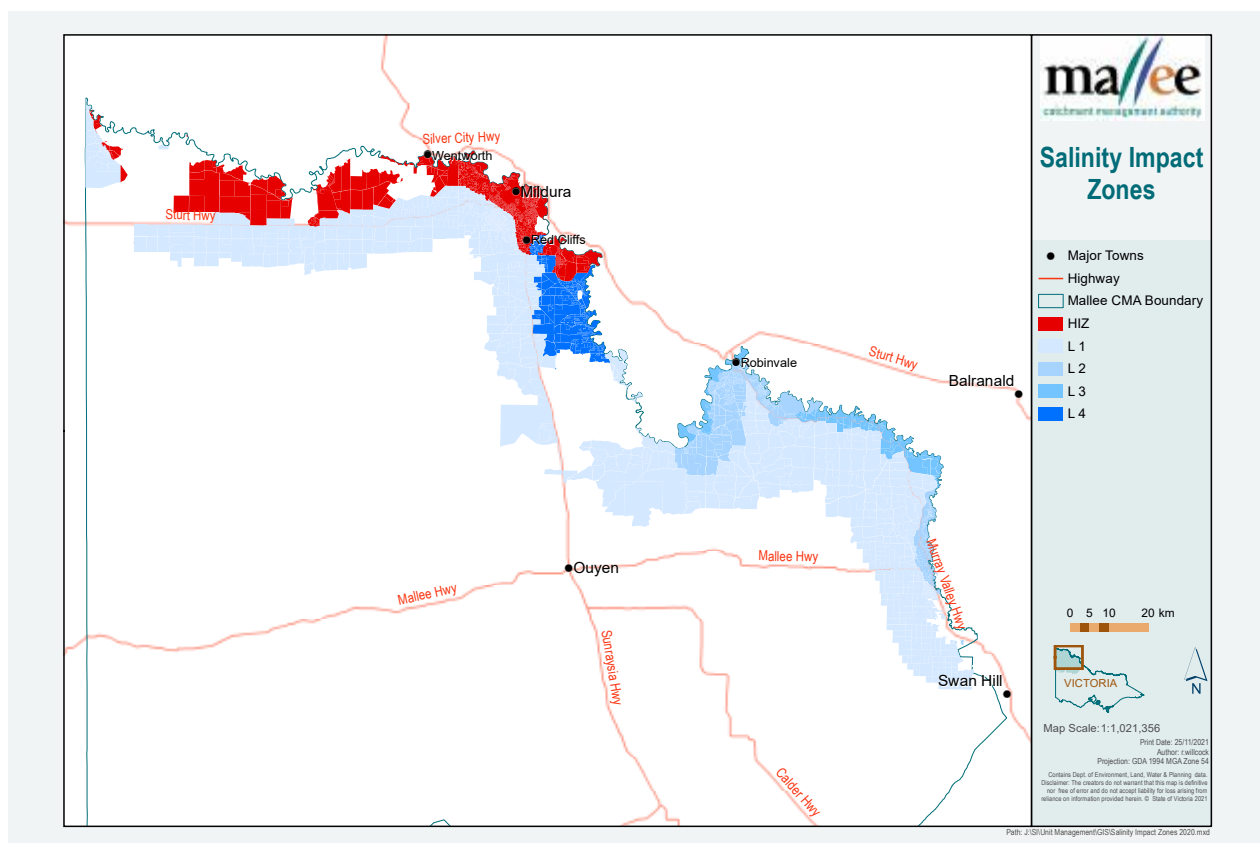 Silver City Hwy
Wentworth
Mildura
Sturt Hwy
Red Cliffs
Robinvale
Sturt Hwy
Balranald
Ouyen
Mallee Hwy
Mallee Hwy
Murray Valley Hwy
Sunraysia Hwy
Swan Hill
Calder Hwy
mallee
catchment management authority
Salinity Impact
Zones
Major Towns
Highway
Mallee CMA Boundary
HIZ
L 1
L 2
L 3
L 4
0 5 10 20 km
VICTORIA
N
Map Scale: 1:1,021,356
Print Date: 25/11/2021
Author: r.willcock
Projection: GDA 1994 MGA Zone 54
Contains Dept. of Environment, Land, Water & Planning data.
Disclaimer: The creators do not warrant that this map is definitive
nor free of error and do not accept liability for loss arising from
reliance on information provided herein. © State of Victoria 2021
Path: J:\SI\Unit Management\GIS\Salinity Impact Zones 2020.mxd